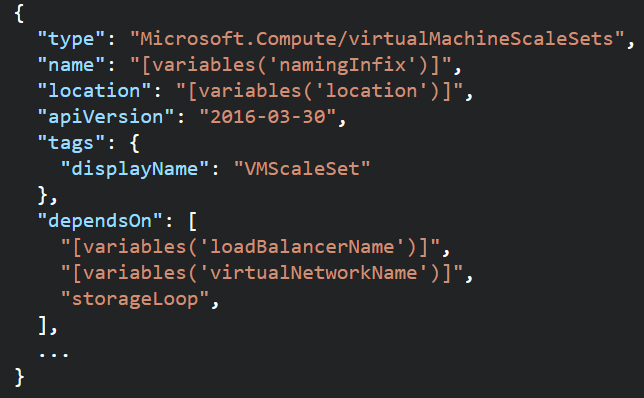 {
  "type": "Microsoft.Compute/virtualMachineScaleSets",
  "name": "[variables('namingInfix')]",
  "location": "[variables('location')]",
  "apiVersion": "2016-03-30",
  "tags": {
    "displayName": "VMScaleSet"
  },
  "dependsOn": [
    "[variables('loadBalancerName')]",
    "[variables('virtualNetworkName')]",
    "storageLoop",
  ],
  ...
}